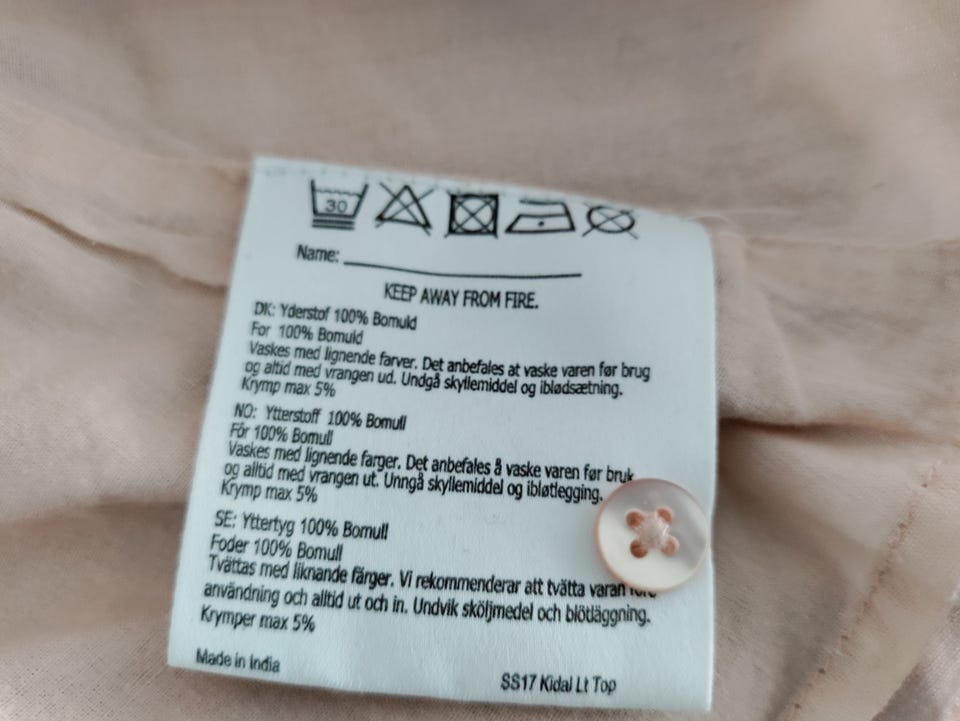 30
Name:
KEEP AWAY FROM FIRE.
DK: Yderstof 100% Bomuld
For 100% Bomuld
Vaskes med lignende farver. Det anbefales at vaske varen før brug
og altid med vrangen ud. Undgå skyllemiddel og iblødsætning.
Krymp max 5%
NO: Ytterstoff 100% Bomull
Fôr 100% Bomull
Vaskes med lignende farger. Det anbefales å vaske varen før bruk
og alltid med vrangen ut. Unngå skyllemiddel og ibløtlegging.
Krymp max 5%
SE: Yttertyg 100% Bomull
Foder 100% Bomull
Tvättas med liknande färger. Vi rekommenderar att tvätta varan
användning och alltid ut och in. Undvik sköljmedel och blötläggning.
Krymper max 5%
Made in India
SS17 Kidal Lt Top